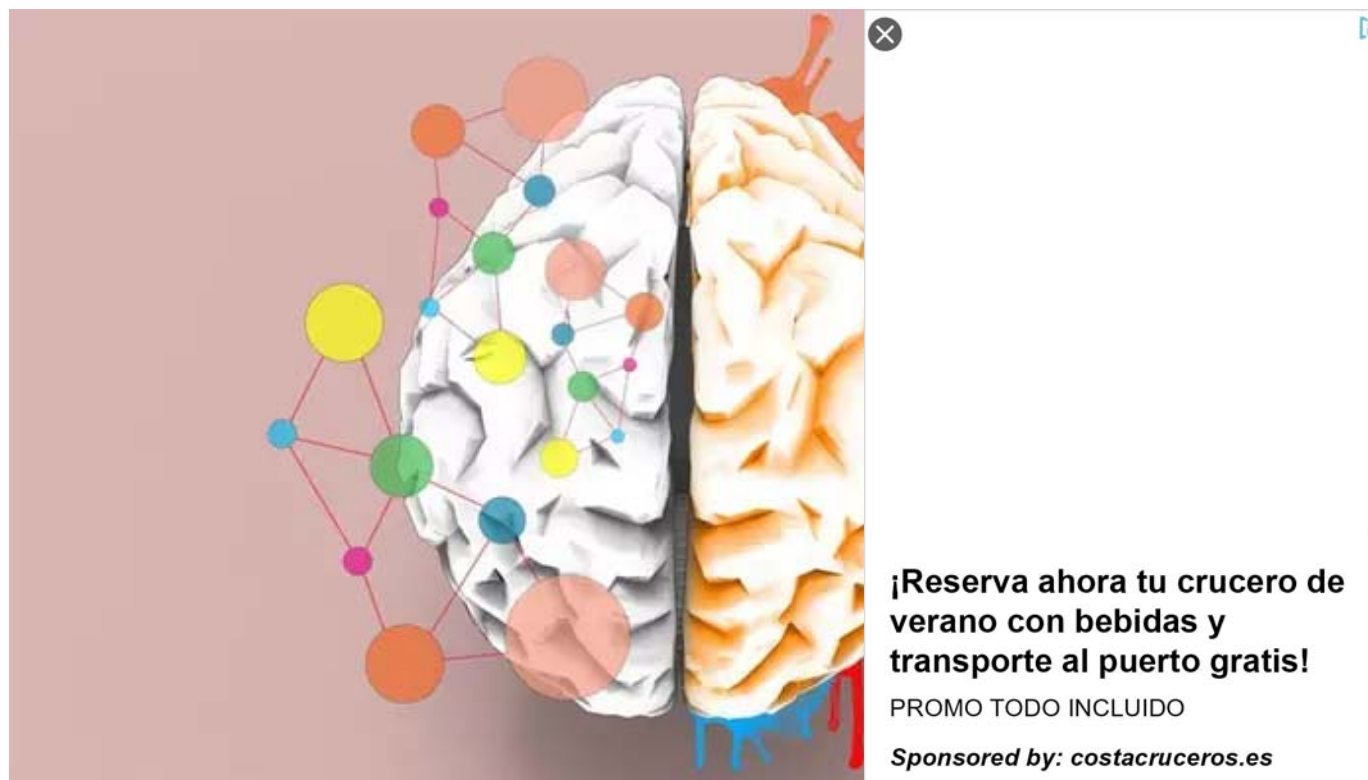 ¡Reserva ahora tu crucero de
verano con bebidas y
transporte al puerto gratis!
PROMO TODO INCLUIDO
Sponsored by: costacruceros.es